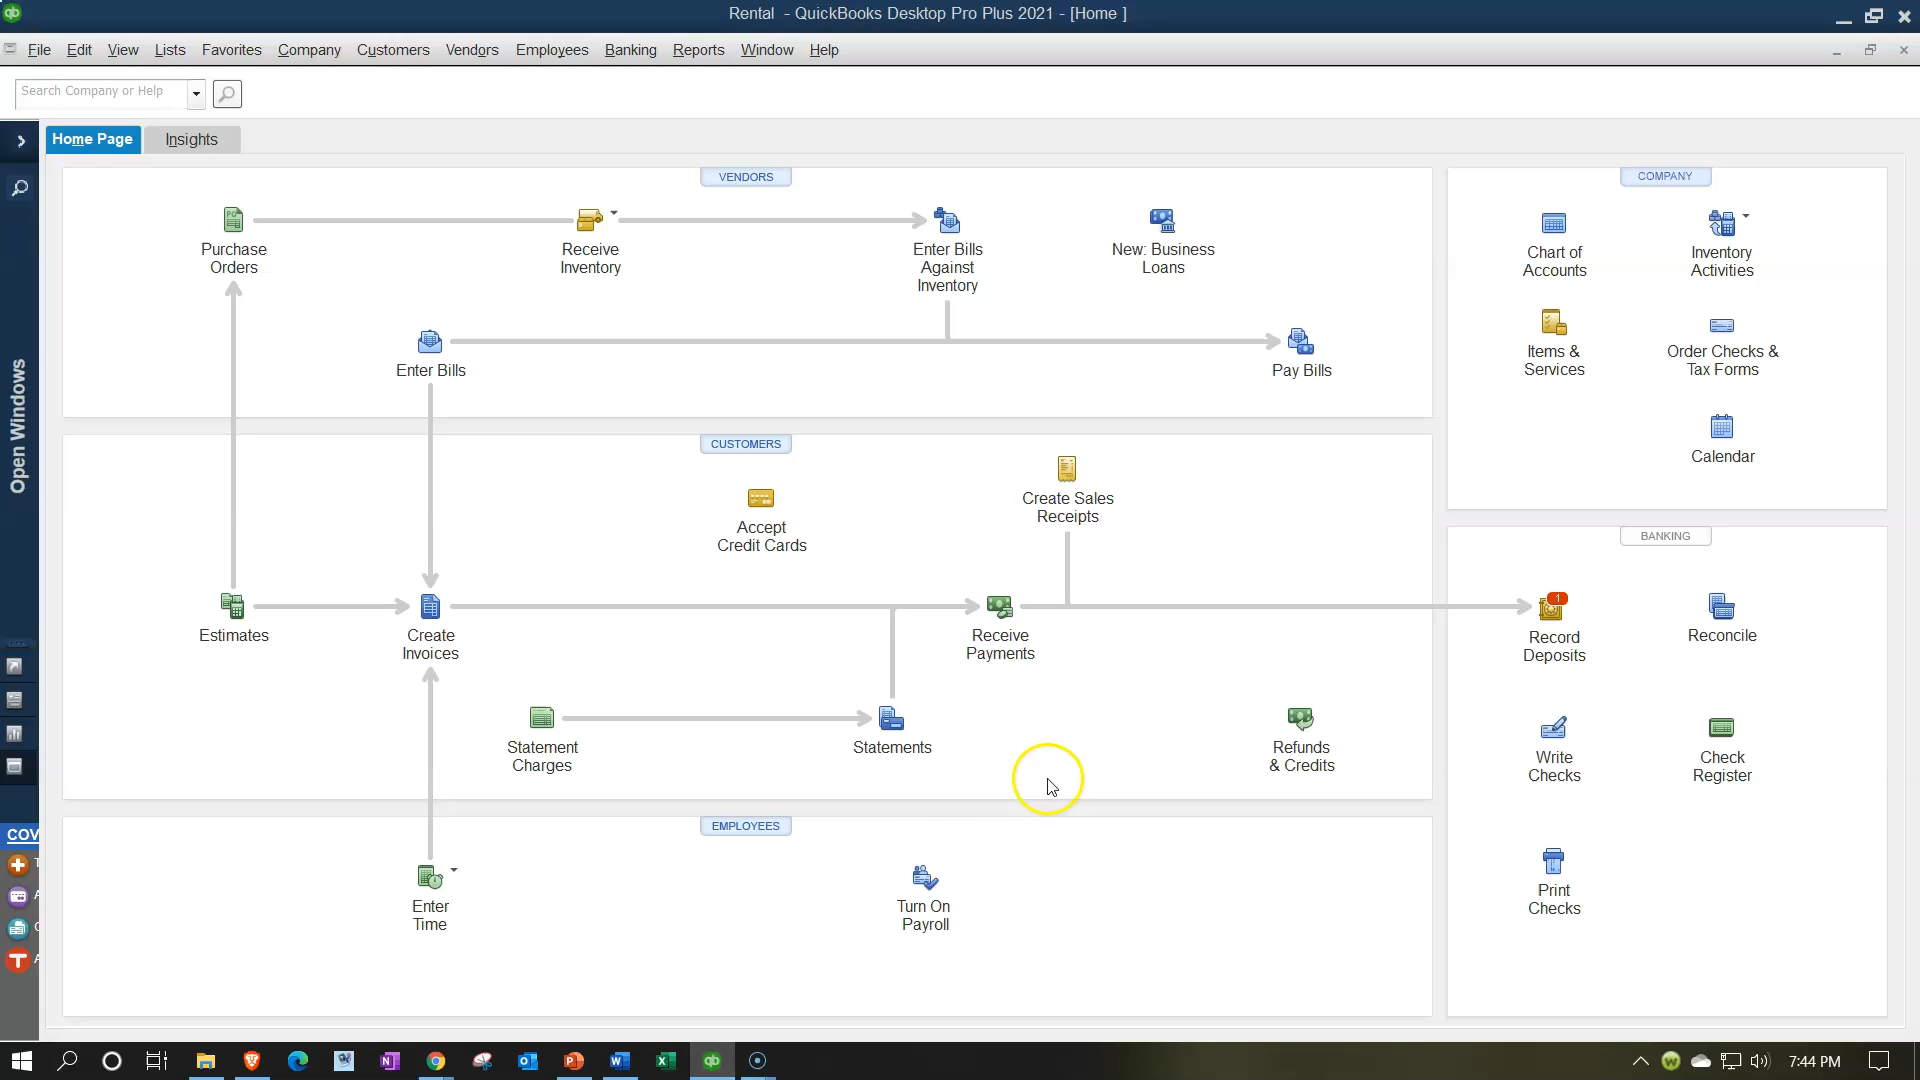 Rental - QuickBooks Desktop Pro Plus 2021 - [Home ]
File Edit View Lists Favorites Company Customers Vendors Employees Banking Reports Window Help
Search Company or Help
Home Page Insights
Open Windows
COV
VENDORS
Purchase
Orders
Receive
Inventory
Enter Bills
Against
Inventory
New: Business
Loans
Enter Bills
Pay Bills
CUSTOMERS
Accept
Credit Cards
Create Sales
Receipts
Estimates
Create
Invoices
Receive
Payments
Statement
Charges
Statements
Refunds
& Credits
EMPLOYEES
Enter
Time
Turn On
Payroll
COMPANY
Chart of
Accounts
Inventory
Activities
Items &
Services
Order Checks &
Tax Forms
Calendar
BANKING
1
Record
Deposits
Reconcile
Write
Checks
Check
Register
Print
Checks
7:44 PM